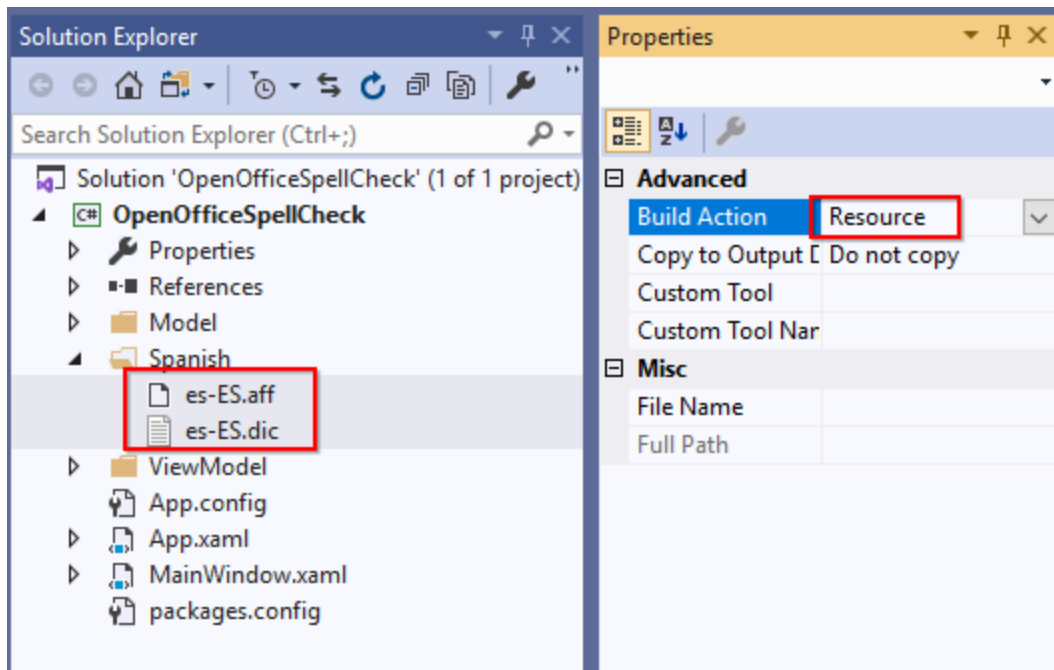 Solution Explorer
Search Solution Explorer (Ctrl+;)
Solution 'OpenOfficeSpellCheck' (1 of 1 project)
C# OpenOfficeSpellCheck
Properties
References
Model
Spanish
es-ES.aff
es-ES.dic
ViewModel
App.config
App.xaml
MainWindow.xaml
packages.config
Properties
Advanced
Build Action Resource
Copy to Output D Do not copy
Custom Tool
Custom Tool Nar
Misc
File Name
Full Path